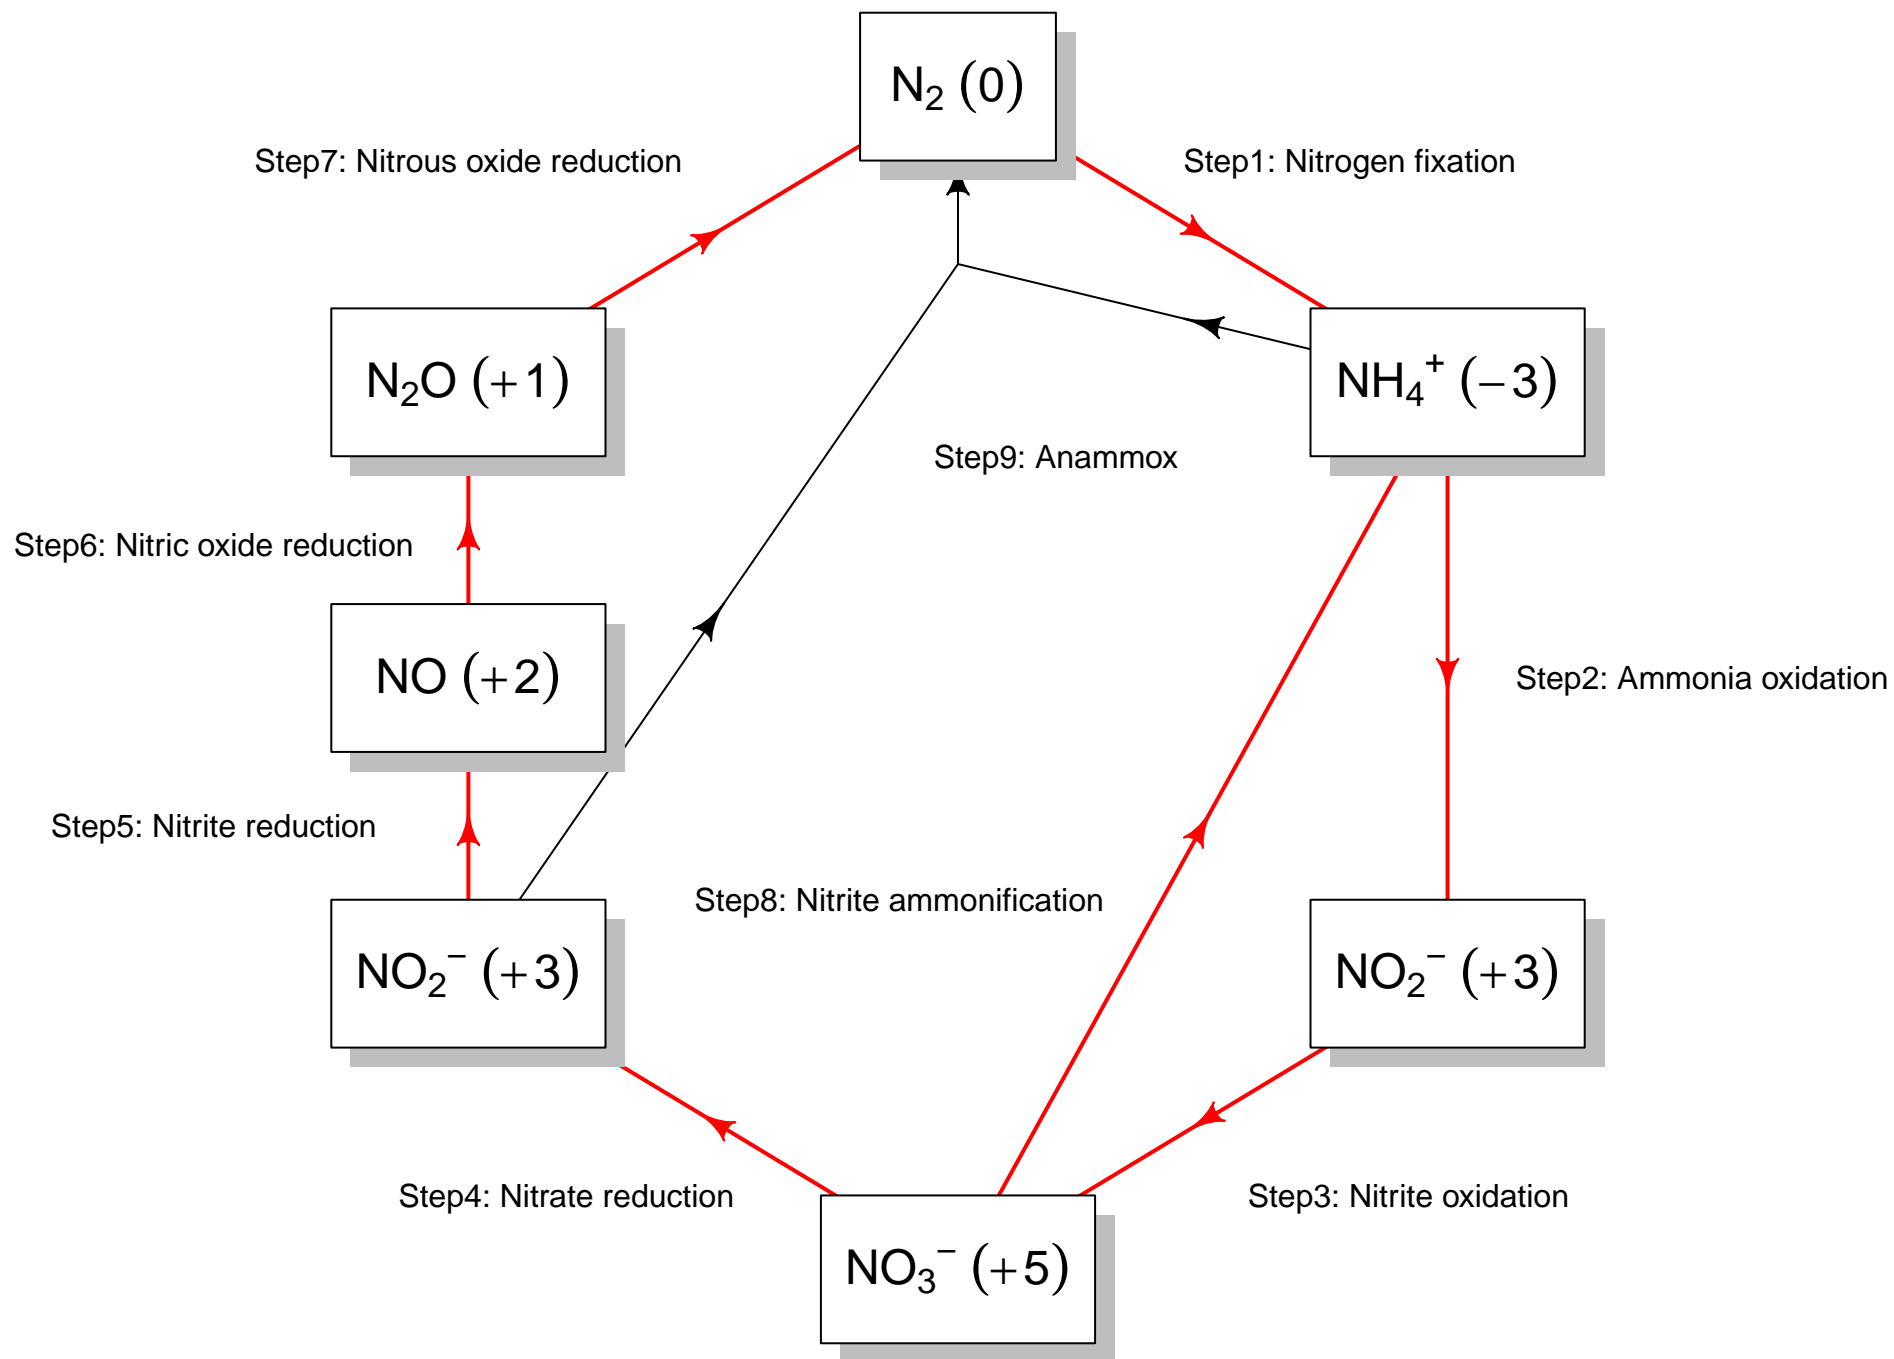 N₂ (0)
Step7: Nitrous oxide reduction
Step1: Nitrogen fixation
N₂O (+1)
NH₄⁺ (−3)
Step9: Anammox
Step6: Nitric oxide reduction
NO (+2)
Step2: Ammonia oxidation
Step5: Nitrite reduction
Step8: Nitrite ammonification
NO₂⁻ (+3)
NO₂⁻ (+3)
Step4: Nitrate reduction
Step3: Nitrite oxidation
NO₃⁻ (+5)